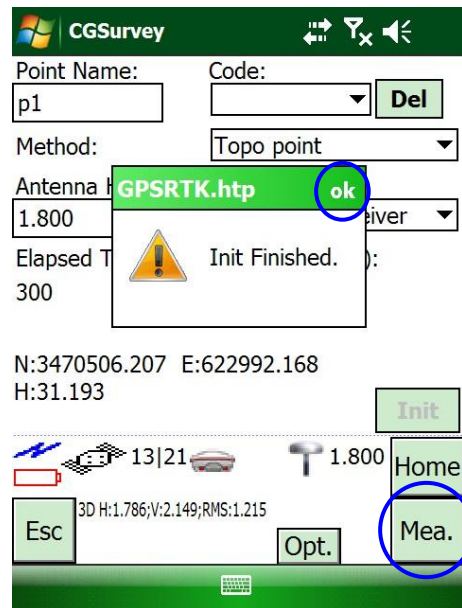 CGSurvey
Point Name: Code:
p1 Del
Method: Topo point
Antenna H
GPSRTK.htp ok
1.800 eiver
Elapsed T Init Finished. ):
300
N:3470506.207 E:622992.168
H:31.193
Init
13|21 1.800 Home
3D H:1.786;V:2.149;RMS:1.215
Esc Opt. Mea.